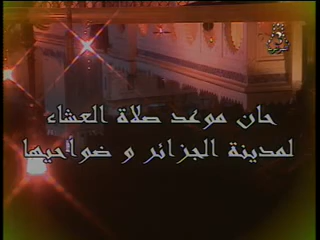 حان موعد صلاة العشاء
لمدينة الجزائر و ضواحيها